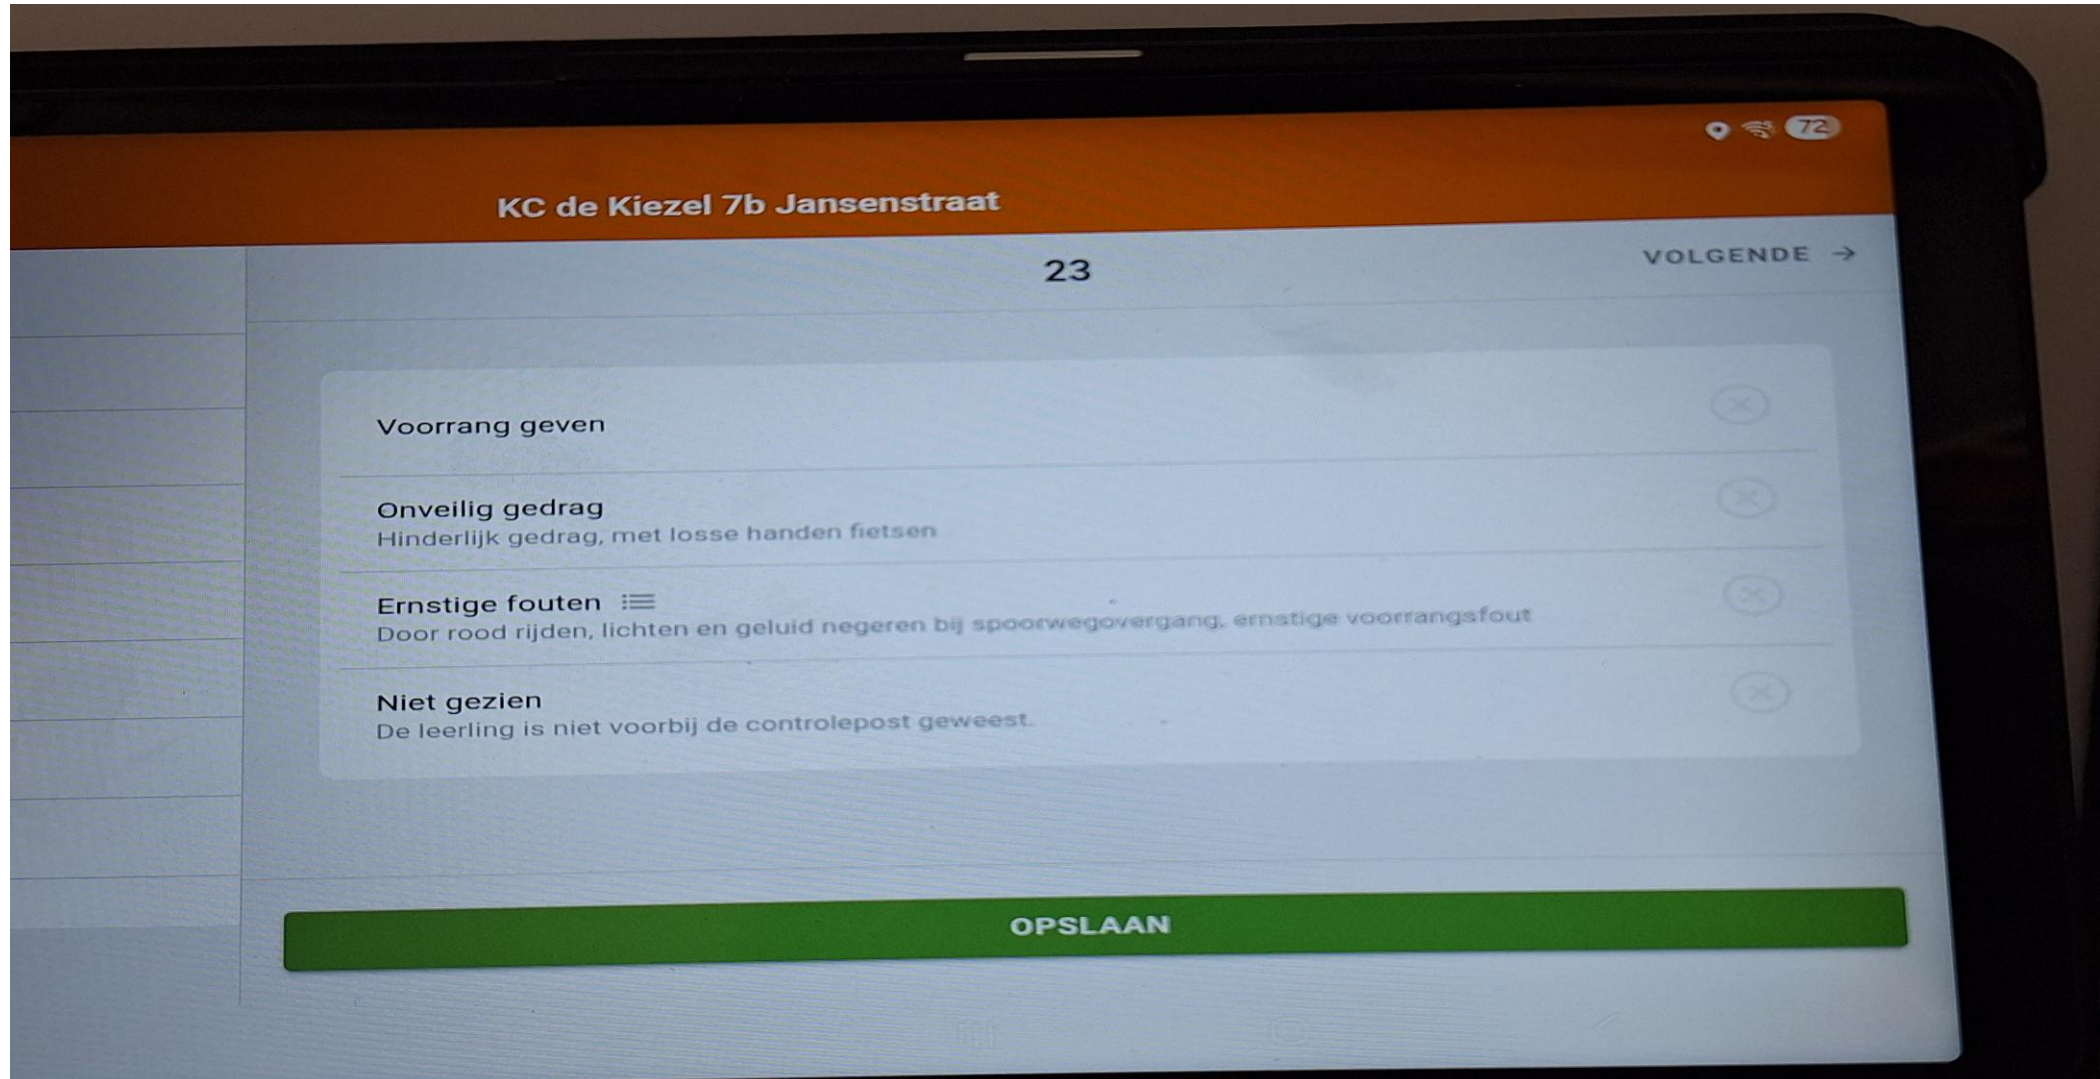 72
KC de Kiezel 7b Jansenstraat
23
VOLGENDE →
Voorrang geven
Onveilig gedrag
Hinderlijk gedrag, met losse handen fietsen
Ernstige fouten
Door rood rijden, lichten en geluid negeren bij spoorwegovergang, ernstige voorrangsfout
Niet gezien
De leerling is niet voorbij de controlepost geweest.
OPSLAAN